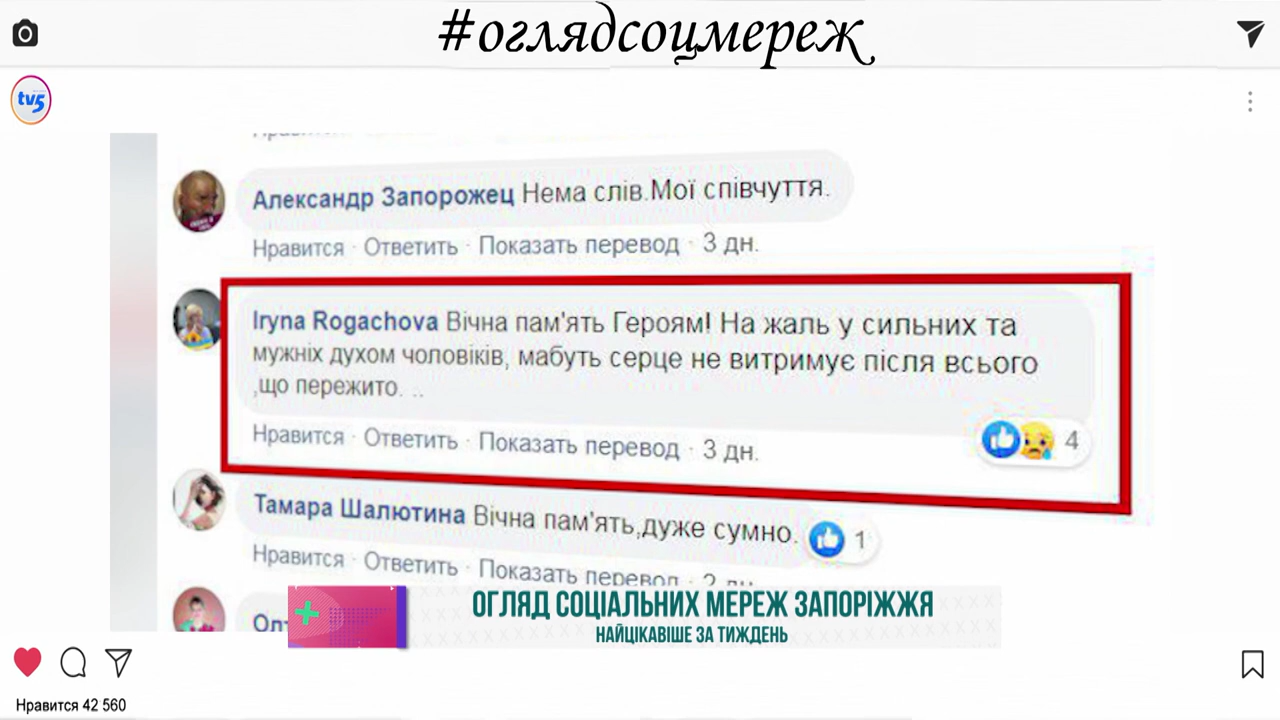 #оглядсоцмереж
tv5
Александр Запорожец Нема слів.Мої співчуття.
Нравится · Ответить · Показать перевод · 3 дн.
Iryna Rogachova Вічна пам'ять Героям! На жаль у сильних та
мужніх духом чоловіків, мабуть серце не витримує після всього
,що пережито. ..
Нравится · Ответить · Показать перевод · 3 дн.
4
Тамара Шалютина Вічна пам'ять,дуже сумно.
1
Нравится · Ответить · Показать перевод
ОГЛЯД СОЦІАЛЬНИХ МЕРЕЖ ЗАПОРІЖЖЯ
НАЙЦІКАВІШЕ ЗА ТИЖДЕНЬ
Нравится 42 560